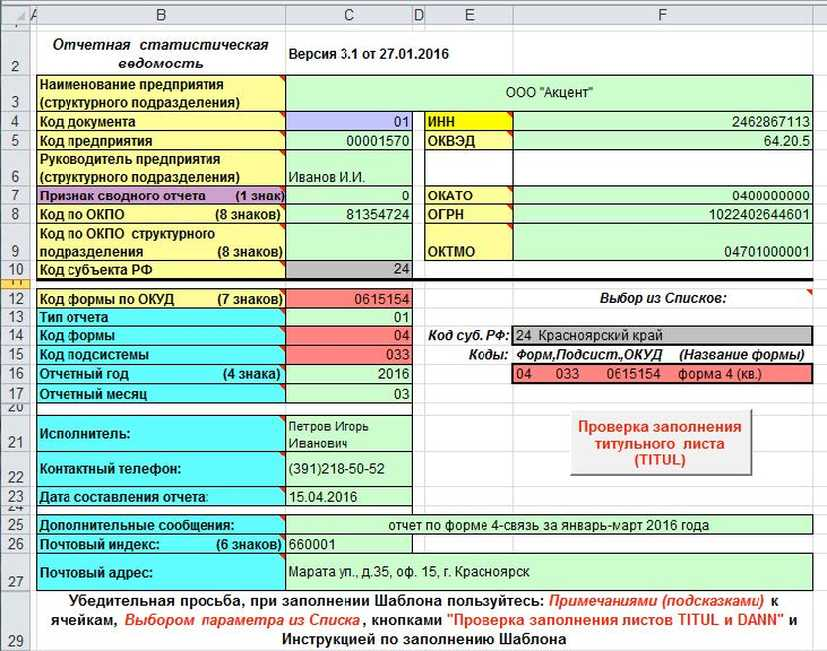 A B C D E F
2 Отчетная статистическая ведомость Версия 3.1 от 27.01.2016
3 Наименование предприятия (структурного подразделения) ООО "Акцент"
4 Код документа 01 ИНН 2462867113
5 Код предприятия 00001570 ОКВЭД 64.20.5
6 Руководитель предприятия (структурного подразделения) Иванов И.И.
7 Признак сводного отчета (1 знак) 0 ОКАТО 0400000000
8 Код по ОКПО (8 знаков) 81354724 ОГРН 1022402644601
9 Код по ОКПО структурного подразделения (8 знаков) ОКТМО 04701000001
10 Код субъекта РФ 24
11
12 Код формы по ОКУД (7 знаков) 0615154 Выбор из Списков:
13 Тип отчета 01
14 Код формы 04 Код суб. РФ: 24 Красноярский край
15 Код подсистемы 033 Коды: Форм,Подсист.,ОКУД (Название формы)
16 Отчетный год (4 знака) 2016 04 033 0615154 форма 4 (кв.)
17 Отчетный месяц 03
20
21 Исполнитель: Петров Игорь Иванович
Проверка заполнения
титульного листа
(TITUL)
22 Контактный телефон: (391)218-50-52
23 Дата составления отчета: 15.04.2016
24
25 Дополнительные сообщения: отчет по форме 4-связь за январь-март 2016 года
26 Почтовый индекс: (6 знаков) 660001
27 Почтовый адрес: Марата ул., д.35, оф. 15, г. Красноярск
Убедительная просьба, при заполнении Шаблона пользуйтесь: Примечаниями (подсказками) к
ячейкам, Выбором параметра из Списка, кнопками "Проверка заполнения листов TITUL и DANN" и
29 Инструкцией по заполнению Шаблона